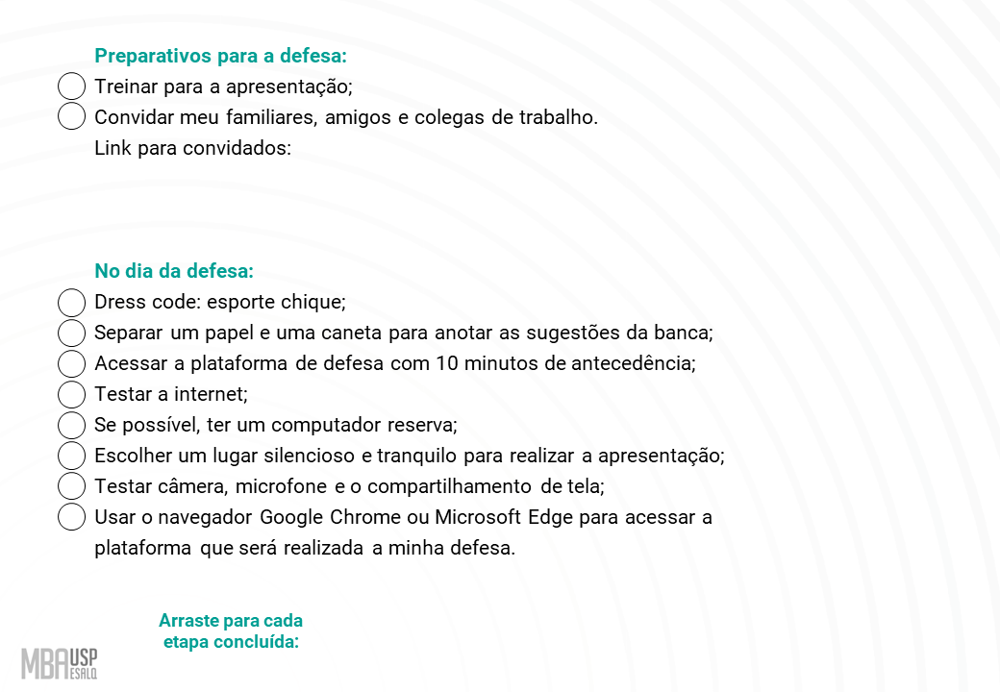 Preparativos para a defesa:
Treinar para a apresentação;
Convidar meu familiares, amigos e colegas de trabalho.
Link para convidados:
No dia da defesa:
Dress code: esporte chique;
Separar um papel e uma caneta para anotar as sugestões da banca;
Acessar a plataforma de defesa com 10 minutos de antecedência;
Testar a internet;
Se possível, ter um computador reserva;
Escolher um lugar silencioso e tranquilo para realizar a apresentação;
Testar câmera, microfone e o compartilhamento de tela;
Usar o navegador Google Chrome ou Microsoft Edge para acessar a
plataforma que será realizada a minha defesa.
Arraste para cada
etapa concluída:
MBA USP
ESALQ